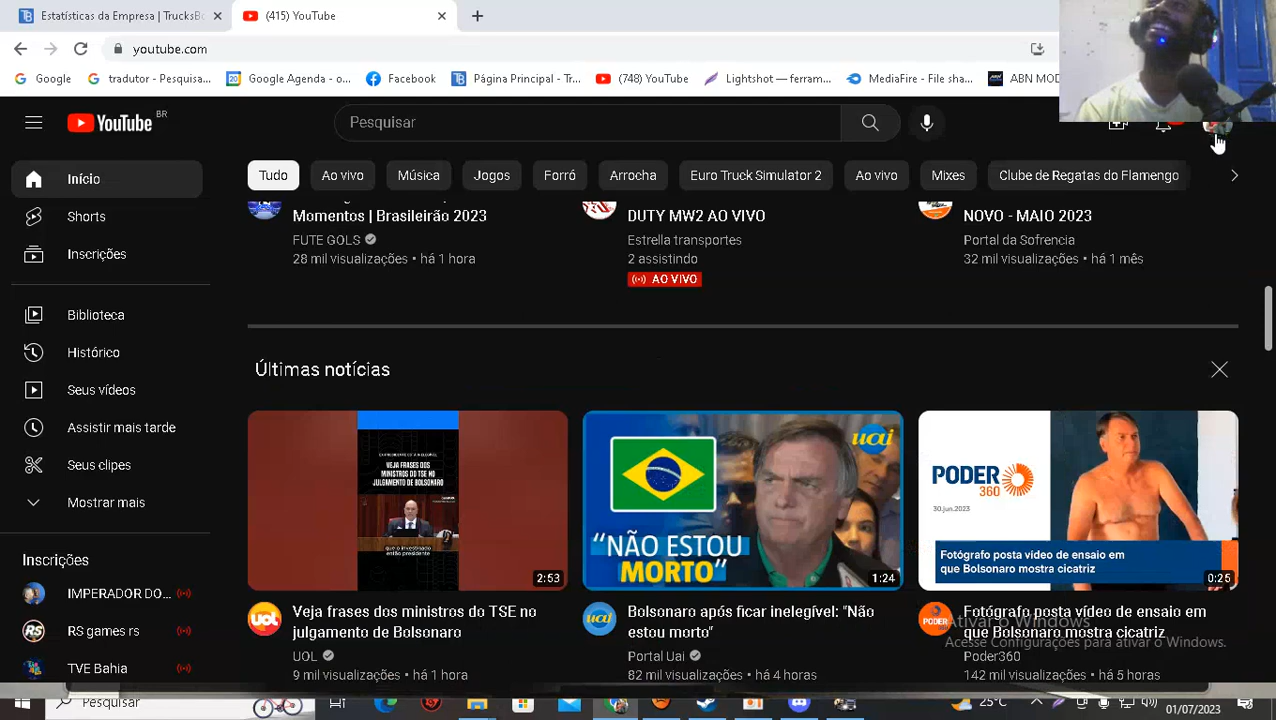 Estatísticas da Empresa | TrucksBo
(415) YouTube
youtube.com
Google
tradutor - Pesquisa...
Google Agenda - o...
Facebook
Página Principal - Tr...
(748) YouTube
Lightshot — ferram...
MediaFire - File sha...
ABN MOD
YouTube BR
Pesquisar
Tudo
Ao vivo
Música
Jogos
Forró
Arrocha
Euro Truck Simulator 2
Ao vivo
Mixes
Clube de Regatas do Flamengo
Início
Shorts
Inscrições
Biblioteca
Histórico
Seus vídeos
Assistir mais tarde
Seus clipes
Mostrar mais
Inscrições
IMPERADOR DO...
RS games rs
TVE Bahia
Momentos | Brasileirão 2023
FUTE GOLS
28 mil visualizações • há 1 hora
DUTY MW2 AO VIVO
Estrella transportes
2 assistindo
AO VIVO
NOVO - MAIO 2023
Portal da Sofrencia
32 mil visualizações • há 1 mês
Últimas notícias
VEJA FRASES DOS
MINISTROS DO TSE NO
JULGAMENTO DE BOLSONARO
que o investigado
então presidente
2:53
uol
Veja frases dos ministros do TSE no
julgamento de Bolsonaro
UOL
9 mil visualizações • há 1 hora
uai
“NÃO ESTOU
MORTO”
1:24
uai
Bolsonaro após ficar inelegível: “Não
estou morto”
Portal Uai
82 mil visualizações • há 4 horas
PODER
360
30.jun.2023
Fotógrafo posta vídeo de ensaio em
que Bolsonaro mostra cicatriz
0:25
PODER
Fotógrafo posta vídeo de ensaio em
que Bolsonaro mostra cicatriz
Poder360
142 mil visualizações • há 5 horas
Ativar o Windows
Acesse Configurações para ativar o Windows.
RS
Pesquisar
25°C
01/07/2023